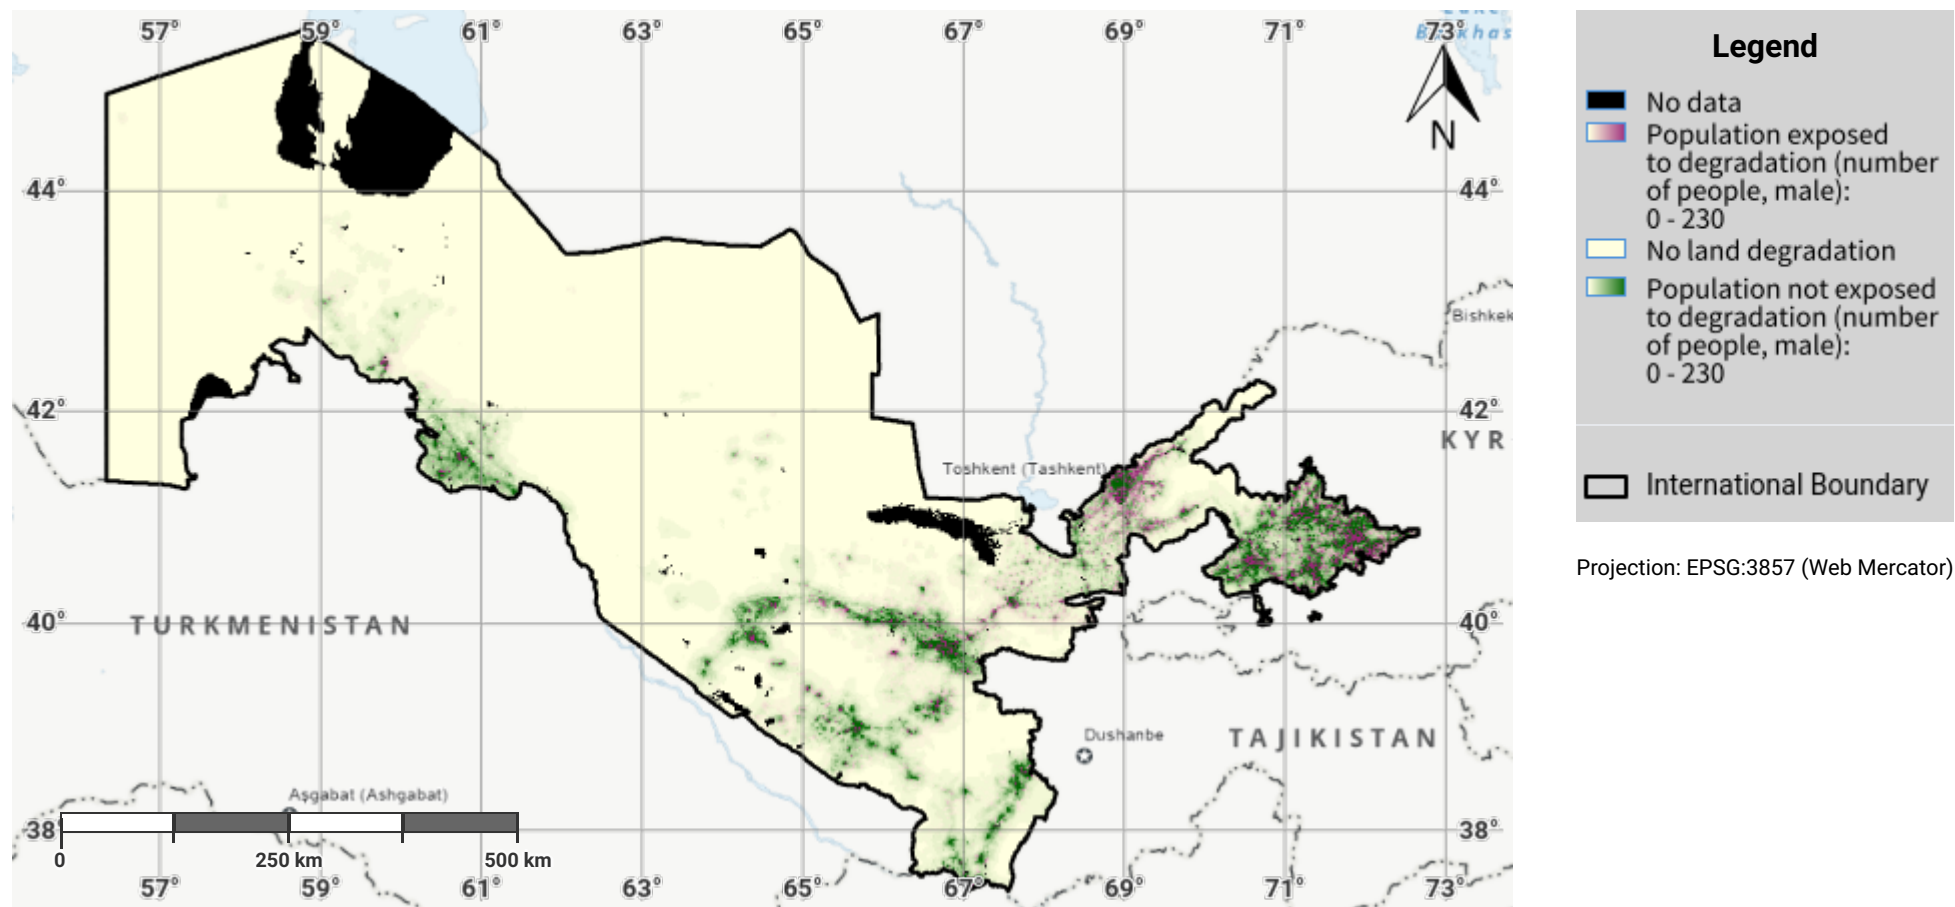 57° 59° 61° 63° 65° 67° 69° 71° 73°
N
44° 44°
Bishkek
42° 42°
KYR
Toshkent (Tashkent)
40° 40°
TURKMENISTAN
Dushanbe
TAJIKISTAN
Aşgabat (Ashgabat)
38° 38°
0 250 km 500 km
57° 59° 61° 63° 65° 67° 69° 71° 73°
Legend
No data
Population exposed
to degradation (number
of people, male):
0 - 230
No land degradation
Population not exposed
to degradation (number
of people, male):
0 - 230
International Boundary
Projection: EPSG:3857 (Web Mercator)